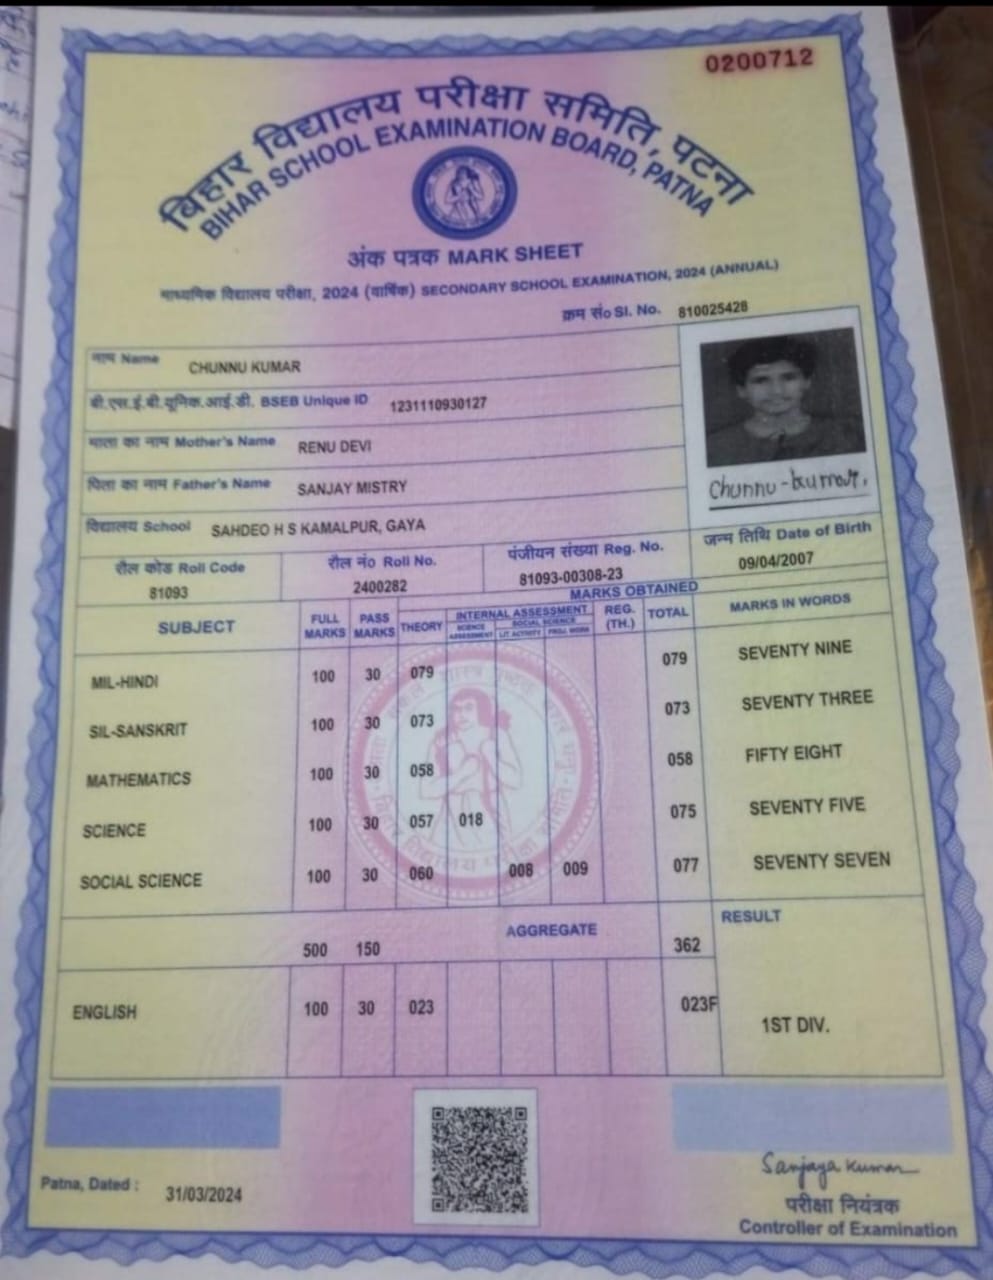 0200712
बिहार विद्यालय परीक्षा समिति, पटना
BIHAR SCHOOL EXAMINATION BOARD, PATNA
अंक पत्रक MARK SHEET
माध्यमिक विद्यालय परीक्षा, 2024 (वार्षिक) SECONDARY SCHOOL EXAMINATION, 2024 (ANNUAL)
क्रम सं० Sl. No. 810025428
नाम Name CHUNNU KUMAR
बी.एस.ई.बी.यूनिक.आई.डी. BSEB Unique ID 1231110930127
माता का नाम Mother's Name RENU DEVI
पिता का नाम Father's Name SANJAY MISTRY
chunnu-kumar.
विद्यालय School SAHDEO H S KAMALPUR, GAYA
जन्म तिथि Date of Birth
09/04/2007
रौल कोड Roll Code रौल नं० Roll No. पंजीयन संख्या Reg. No.
81093 2400282 81093-00308-23
MARKS OBTAINED
SUBJECT FULL MARKS PASS MARKS THEORY INTERNAL ASSESSMENT REG. (TH.) TOTAL MARKS IN WORDS
SCIENCE ASSESSMENT SOCIAL SCIENCE LIT ACTIVITY PROJ. WORK
MIL-HINDI 100 30 079 079 SEVENTY NINE
SIL-SANSKRIT 100 30 073 073 SEVENTY THREE
MATHEMATICS 100 30 058 058 FIFTY EIGHT
SCIENCE 100 30 057 018 075 SEVENTY FIVE
SOCIAL SCIENCE 100 30 060 008 009 077 SEVENTY SEVEN
AGGREGATE RESULT
500 150 362
ENGLISH 100 30 023 023F
1ST DIV.
Patna, Dated : 31/03/2024
Sanjaya Kumar
परीक्षा नियंत्रक
Controller of Examination